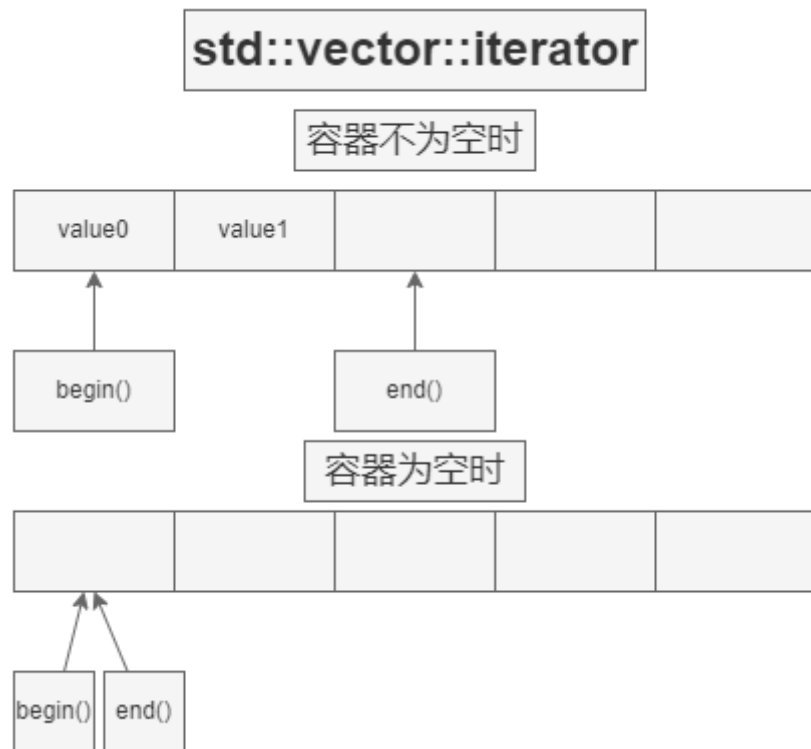 std::vector::iterator
容器不为空时
value0 value1
begin() end()
容器为空时
begin() end()